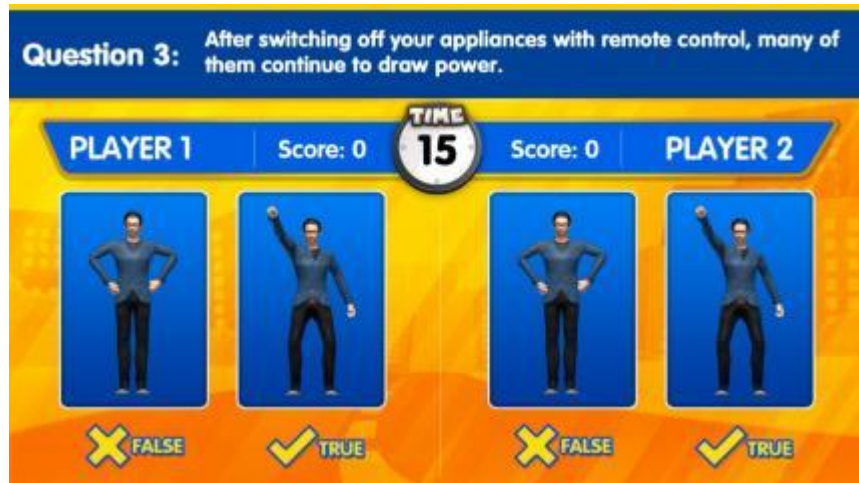 Question 3:
After switching off your appliances with remote control, many of
them continue to draw power.
TIME
15
PLAYER 1
Score: 0
Score: 0
PLAYER 2
FALSE
TRUE
FALSE
TRUE